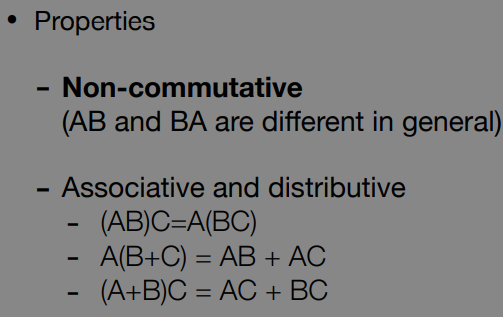 • Properties
- Non-commutative
(AB and BA are different in general)
- Associative and distributive
- (AB)C=A(BC)
- A(B+C) = AB + AC
- (A+B)C = AC + BC